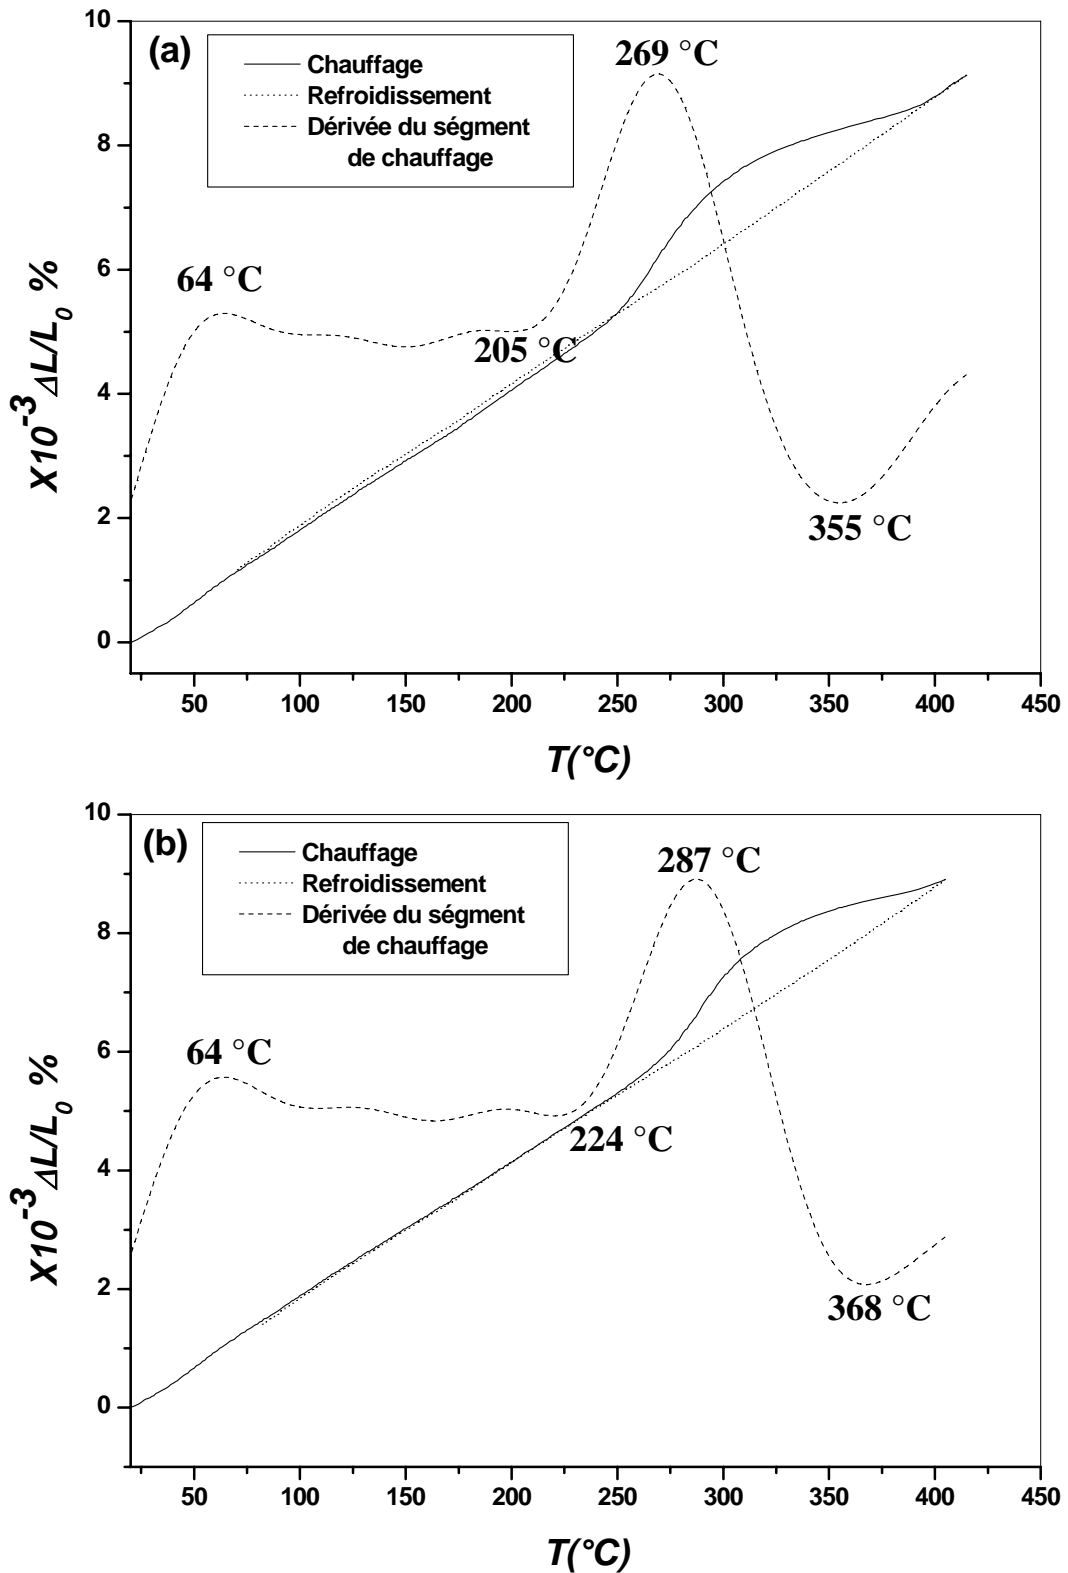 (a)
Chauffage
Refroidissement
Dérivée du ségment
de chauffage
269 °C
64 °C
205 °C
355 °C
10
8
6
4
2
0
X10⁻³ ΔL/L₀ %
50 100 150 200 250 300 350 400 450
T(°C)
(b)
Chauffage
Refroidissement
Dérivée du ségment
de chauffage
287 °C
64 °C
224 °C
368 °C
10
8
6
4
2
0
X10⁻³ ΔL/L₀ %
50 100 150 200 250 300 350 400 450
T(°C)